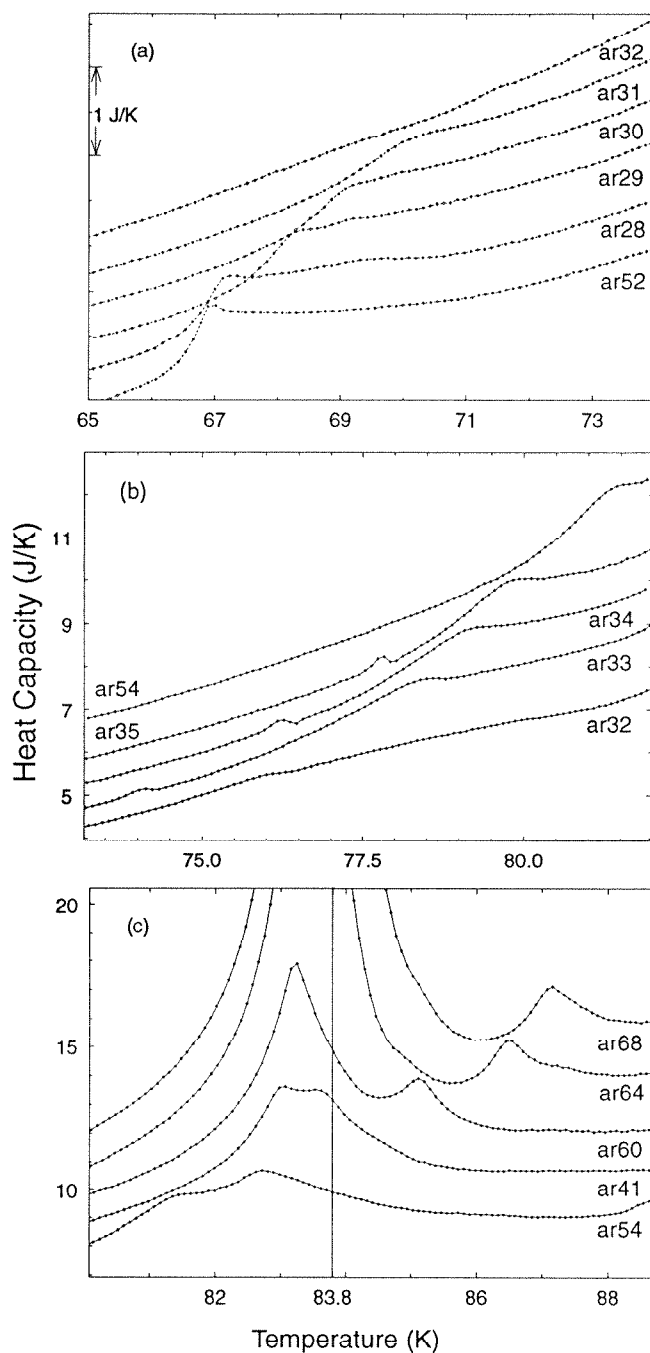 (a)
1 J/K
ar32
ar31
ar30
ar29
ar28
ar52
65
67
69
71
73
Heat Capacity (J/K)
(b)
11
9
7
5
ar54
ar35
ar34
ar33
ar32
75.0
77.5
80.0
(c)
20
15
10
ar68
ar64
ar60
ar41
ar54
82
83.8
86
88
Temperature (K)